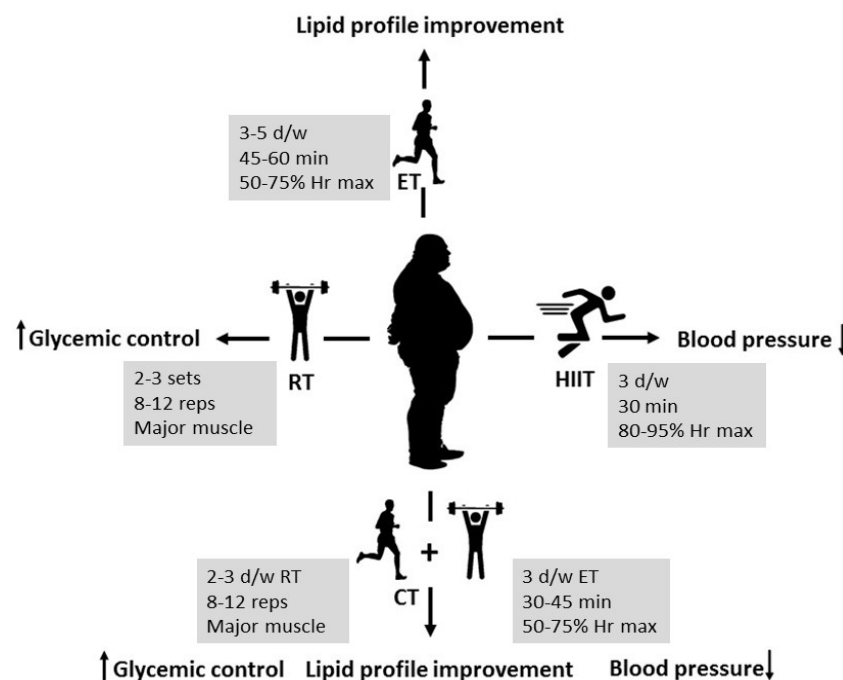 Lipid profile improvement
3-5 d/w
45-60 min
50-75% Hr max
ET
↑Glycemic control
RT
2-3 sets
8-12 reps
Major muscle
HIIT
Blood pressure↓
3 d/w
30 min
80-95% Hr max
2-3 d/w RT
8-12 reps
Major muscle
+
CT
3 d/w ET
30-45 min
50-75% Hr max
↑Glycemic control Lipid profile improvement Blood pressure↓